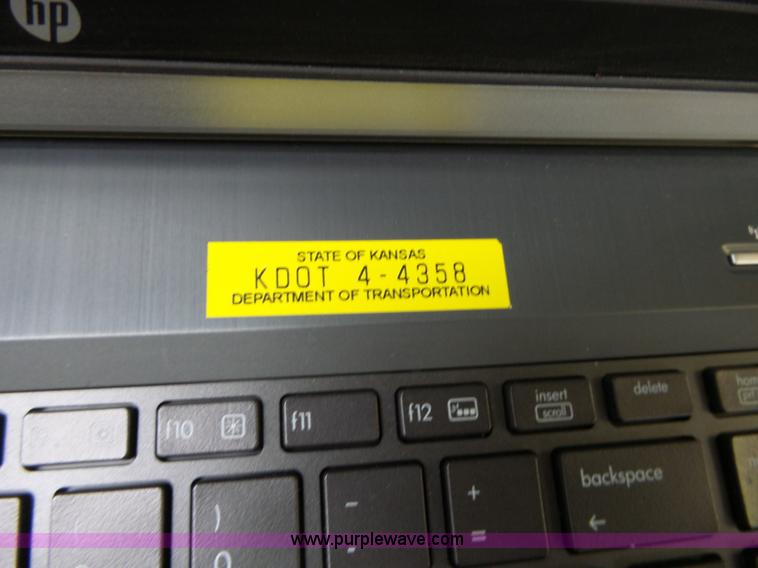 hp
STATE OF KANSAS
KDOT 4-4358
DEPARTMENT OF TRANSPORTATION
f10
f11
f12
insert
scroll
delete
backspace
←
)
0
-
-
+
=
www.purplewave.com